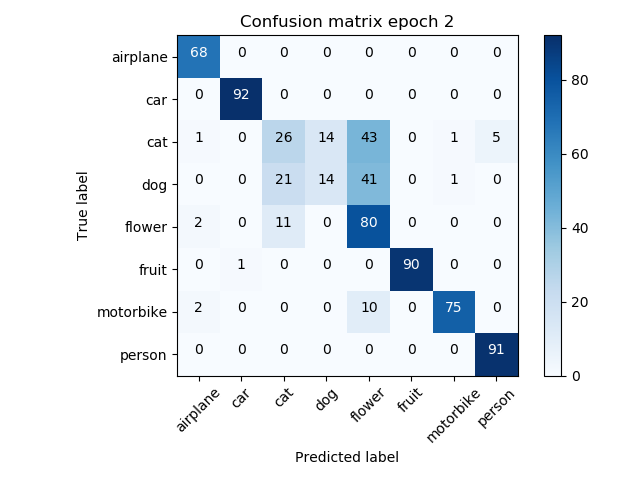 Confusion matrix epoch 2
True label
airplane 68 0 0 0 0 0 0 0
car 0 92 0 0 0 0 0 0
cat 1 0 26 14 43 0 1 5
dog 0 0 21 14 41 0 1 0
flower 2 0 11 0 80 0 0 0
fruit 0 1 0 0 0 90 0 0
motorbike 2 0 0 0 10 0 75 0
person 0 0 0 0 0 0 0 91
airplane car cat dog flower fruit motorbike person
Predicted label
80
60
40
20
0